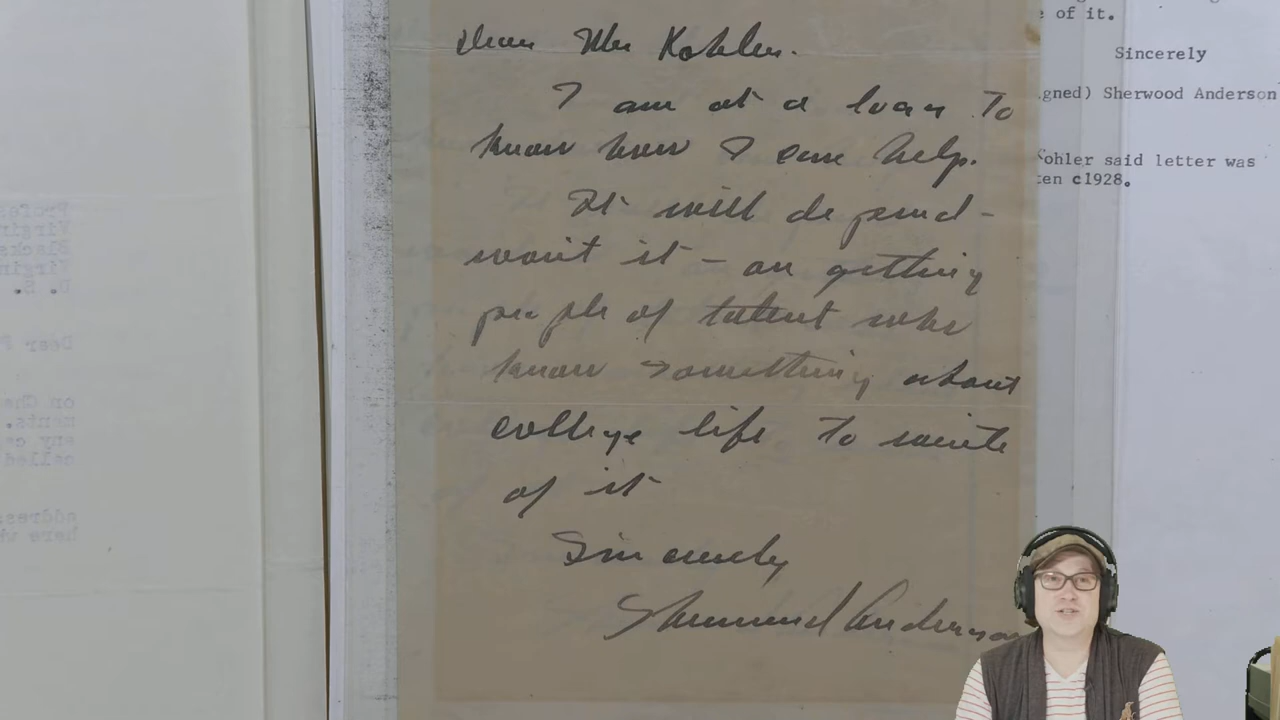 Dear Mr Kohler.
I am at a loss to
know how I can help.
It will depend -
won't it - on getting
people of talent who
know something about
college life to write
of it
Sincerely
Sherwood Anderson
of it.
Sincerely
gned) Sherwood Anderson
Kohler said letter was
ten c1928.